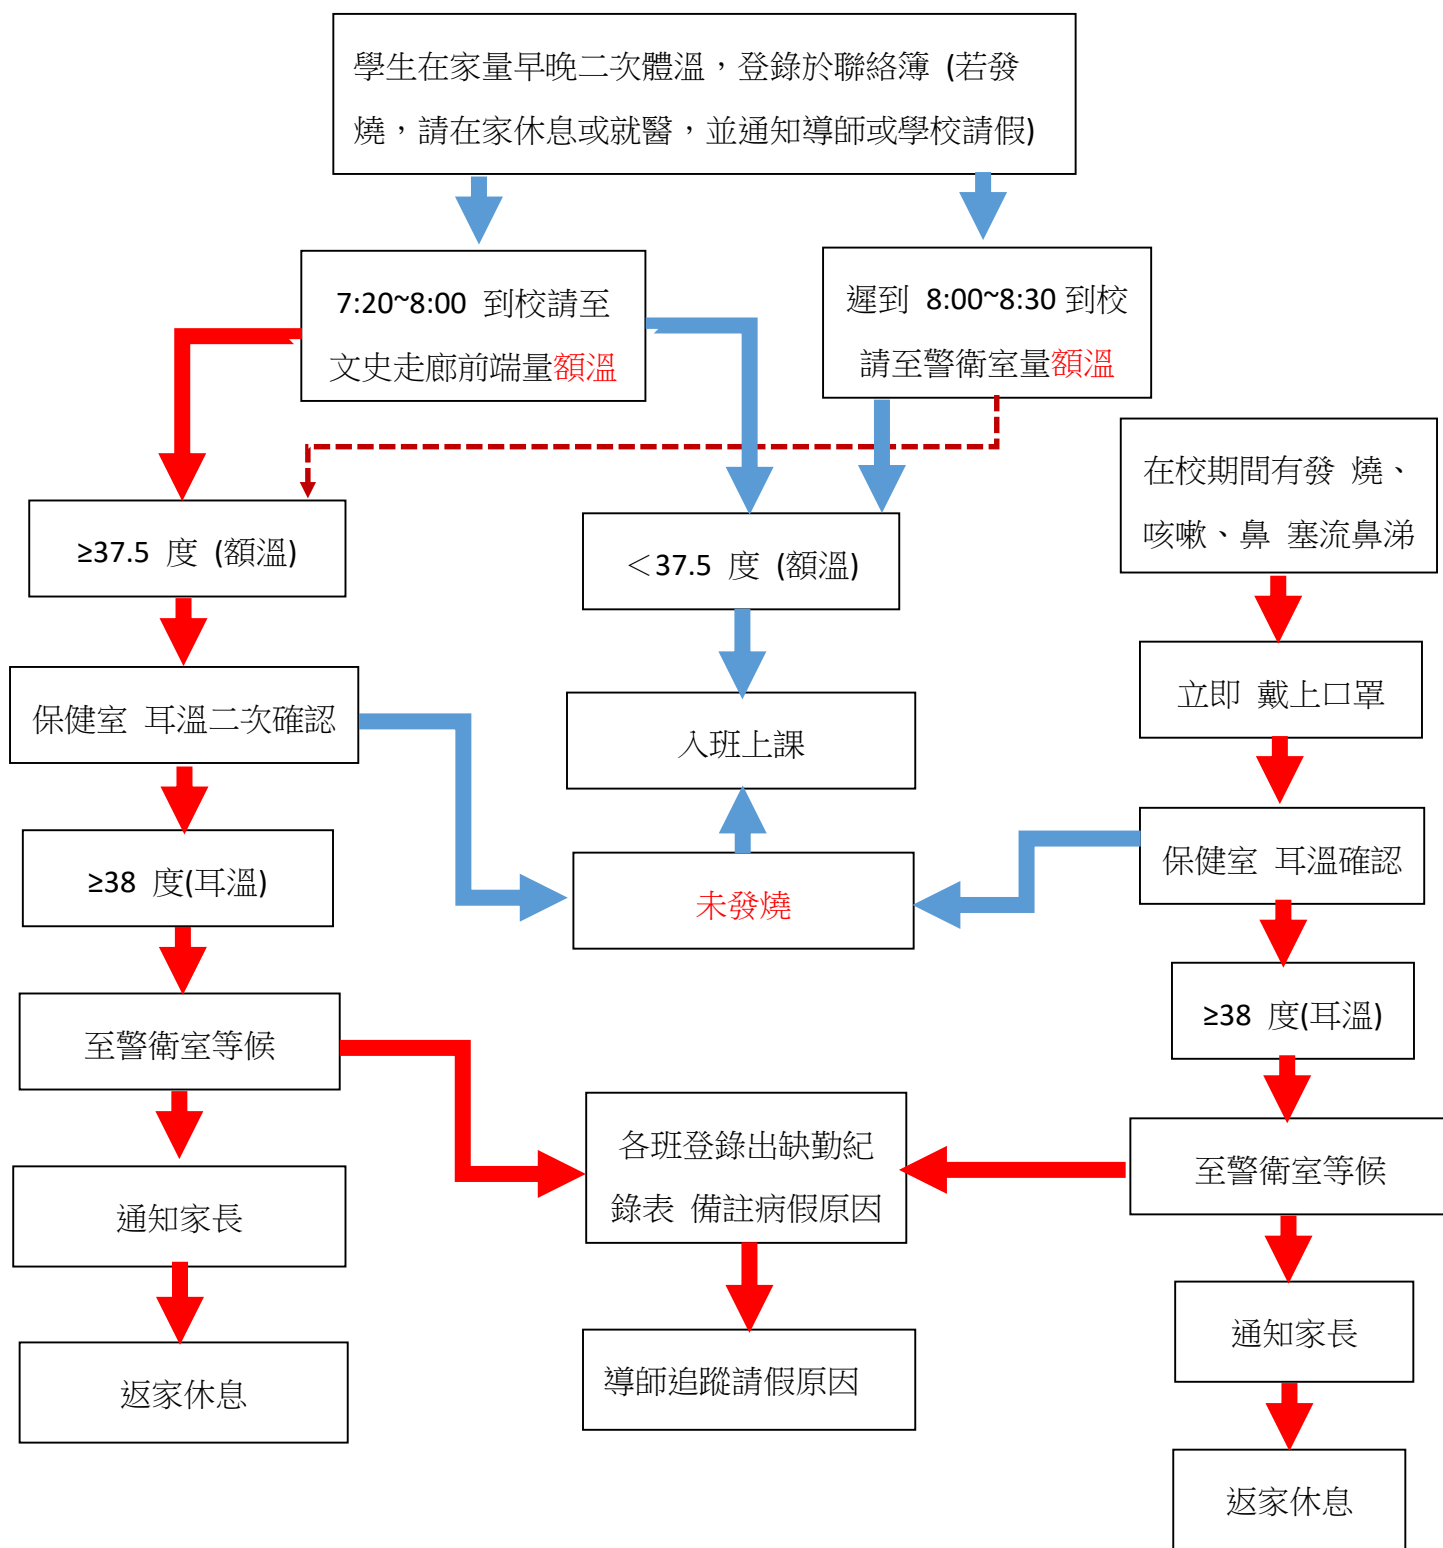 學生在家量早晚二次體溫，登錄於聯絡簿 (若發
燒，請在家休息或就醫，並通知導師或學校請假)
7:20~8:00 到校請至
文史走廊前端量額溫
遲到 8:00~8:30 到校
請至警衛室量額溫
在校期間有發 燒、
咳嗽、鼻 塞流鼻涕
≥37.5 度 (額溫)
＜37.5 度 (額溫)
立即 戴上口罩
保健室 耳溫二次確認
入班上課
保健室 耳溫確認
≥38 度(耳溫)
未發燒
≥38 度(耳溫)
至警衛室等候
各班登錄出缺勤紀
錄表 備註病假原因
至警衛室等候
通知家長
通知家長
導師追蹤請假原因
返家休息
返家休息